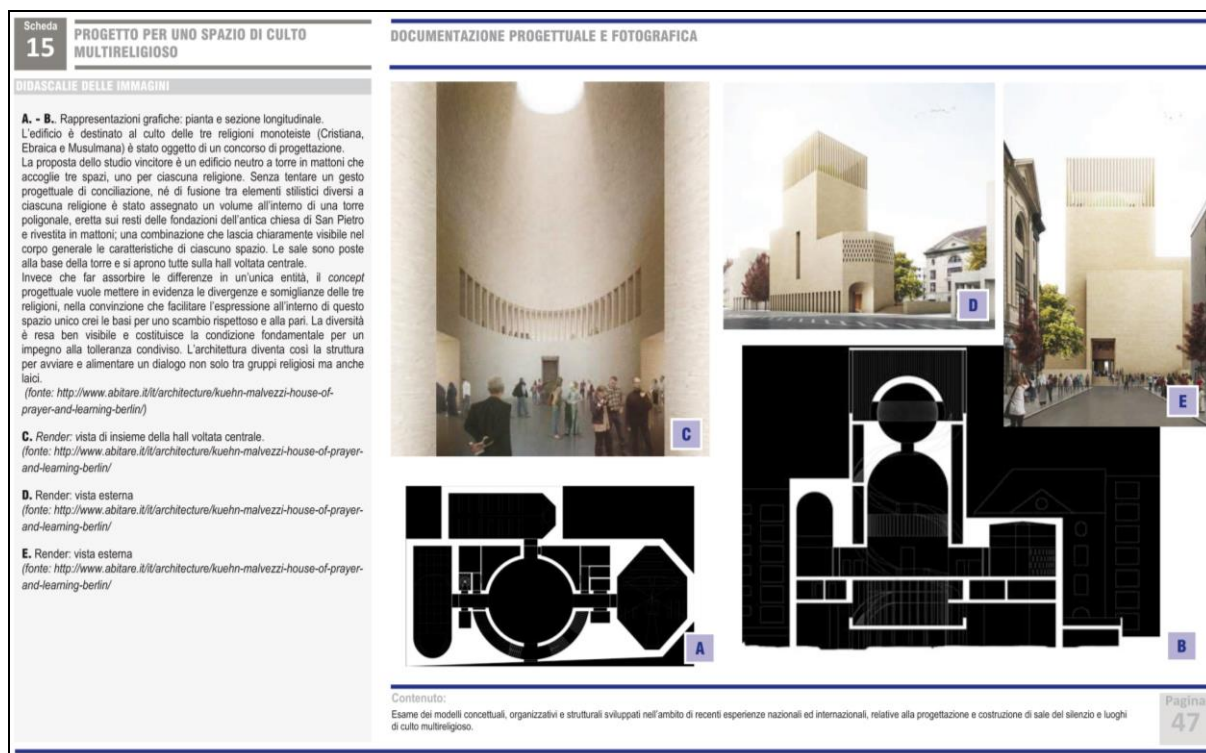 Scheda
15
PROGETTO PER UNO SPAZIO DI CULTO
MULTIRELIGIOSO
DIDASCALIE DELLE IMMAGINI
A. - B.. Rappresentazioni grafiche: pianta e sezione longitudinale.
L'edificio è destinato al culto delle tre religioni monoteiste (Cristiana,
Ebraica e Musulmana) è stato oggetto di un concorso di progettazione.
La proposta dello studio vincitore è un edificio neutro a torre in mattoni che
accoglie tre spazi, uno per ciascuna religione. Senza tentare un gesto
progettuale di conciliazione, né di fusione tra elementi stilistici diversi a
ciascuna religione è stato assegnato un volume all'interno di una torre
poligonale, eretta sui resti delle fondazioni dell'antica chiesa di San Pietro
e rivestita in mattoni; una combinazione che lascia chiaramente visibile nel
corpo generale le caratteristiche di ciascuno spazio. Le sale sono poste
alla base della torre e si aprono tutte sulla hall voltata centrale.
Invece che far assorbire le differenze in un'unica entità, il concept
progettuale vuole mettere in evidenza le divergenze e somiglianze delle tre
religioni, nella convinzione che facilitare l'espressione all'interno di questo
spazio unico crei le basi per uno scambio rispettoso e alla pari. La diversità
è resa ben visibile e costituisce la condizione fondamentale per un
impegno alla tolleranza condiviso. L'architettura diventa così la struttura
per avviare e alimentare un dialogo non solo tra gruppi religiosi ma anche
laici.
(fonte: http://www.abitare.it/it/architecture/kuehn-malvezzi-house-of-
prayer-and-learning-berlin/)
C. Render: vista di insieme della hall voltata centrale.
(fonte: http://www.abitare.it/it/architecture/kuehn-malvezzi-house-of-prayer-
and-learning-berlin/
D. Render: vista esterna
(fonte: http://www.abitare.it/it/architecture/kuehn-malvezzi-house-of-prayer-
and-learning-berlin/
E. Render: vista esterna
(fonte: http://www.abitare.it/it/architecture/kuehn-malvezzi-house-of-prayer-
and-learning-berlin/
DOCUMENTAZIONE PROGETTUALE E FOTOGRAFICA
C
D
E
A
B
Contenuto:
Esame dei modelli concettuali, organizzativi e strutturali sviluppati nell'ambito di recenti esperienze nazionali ed internazionali, relative alla progettazione e costruzione di sale del silenzio e luoghi
di culto multireligioso.
Pagina
47